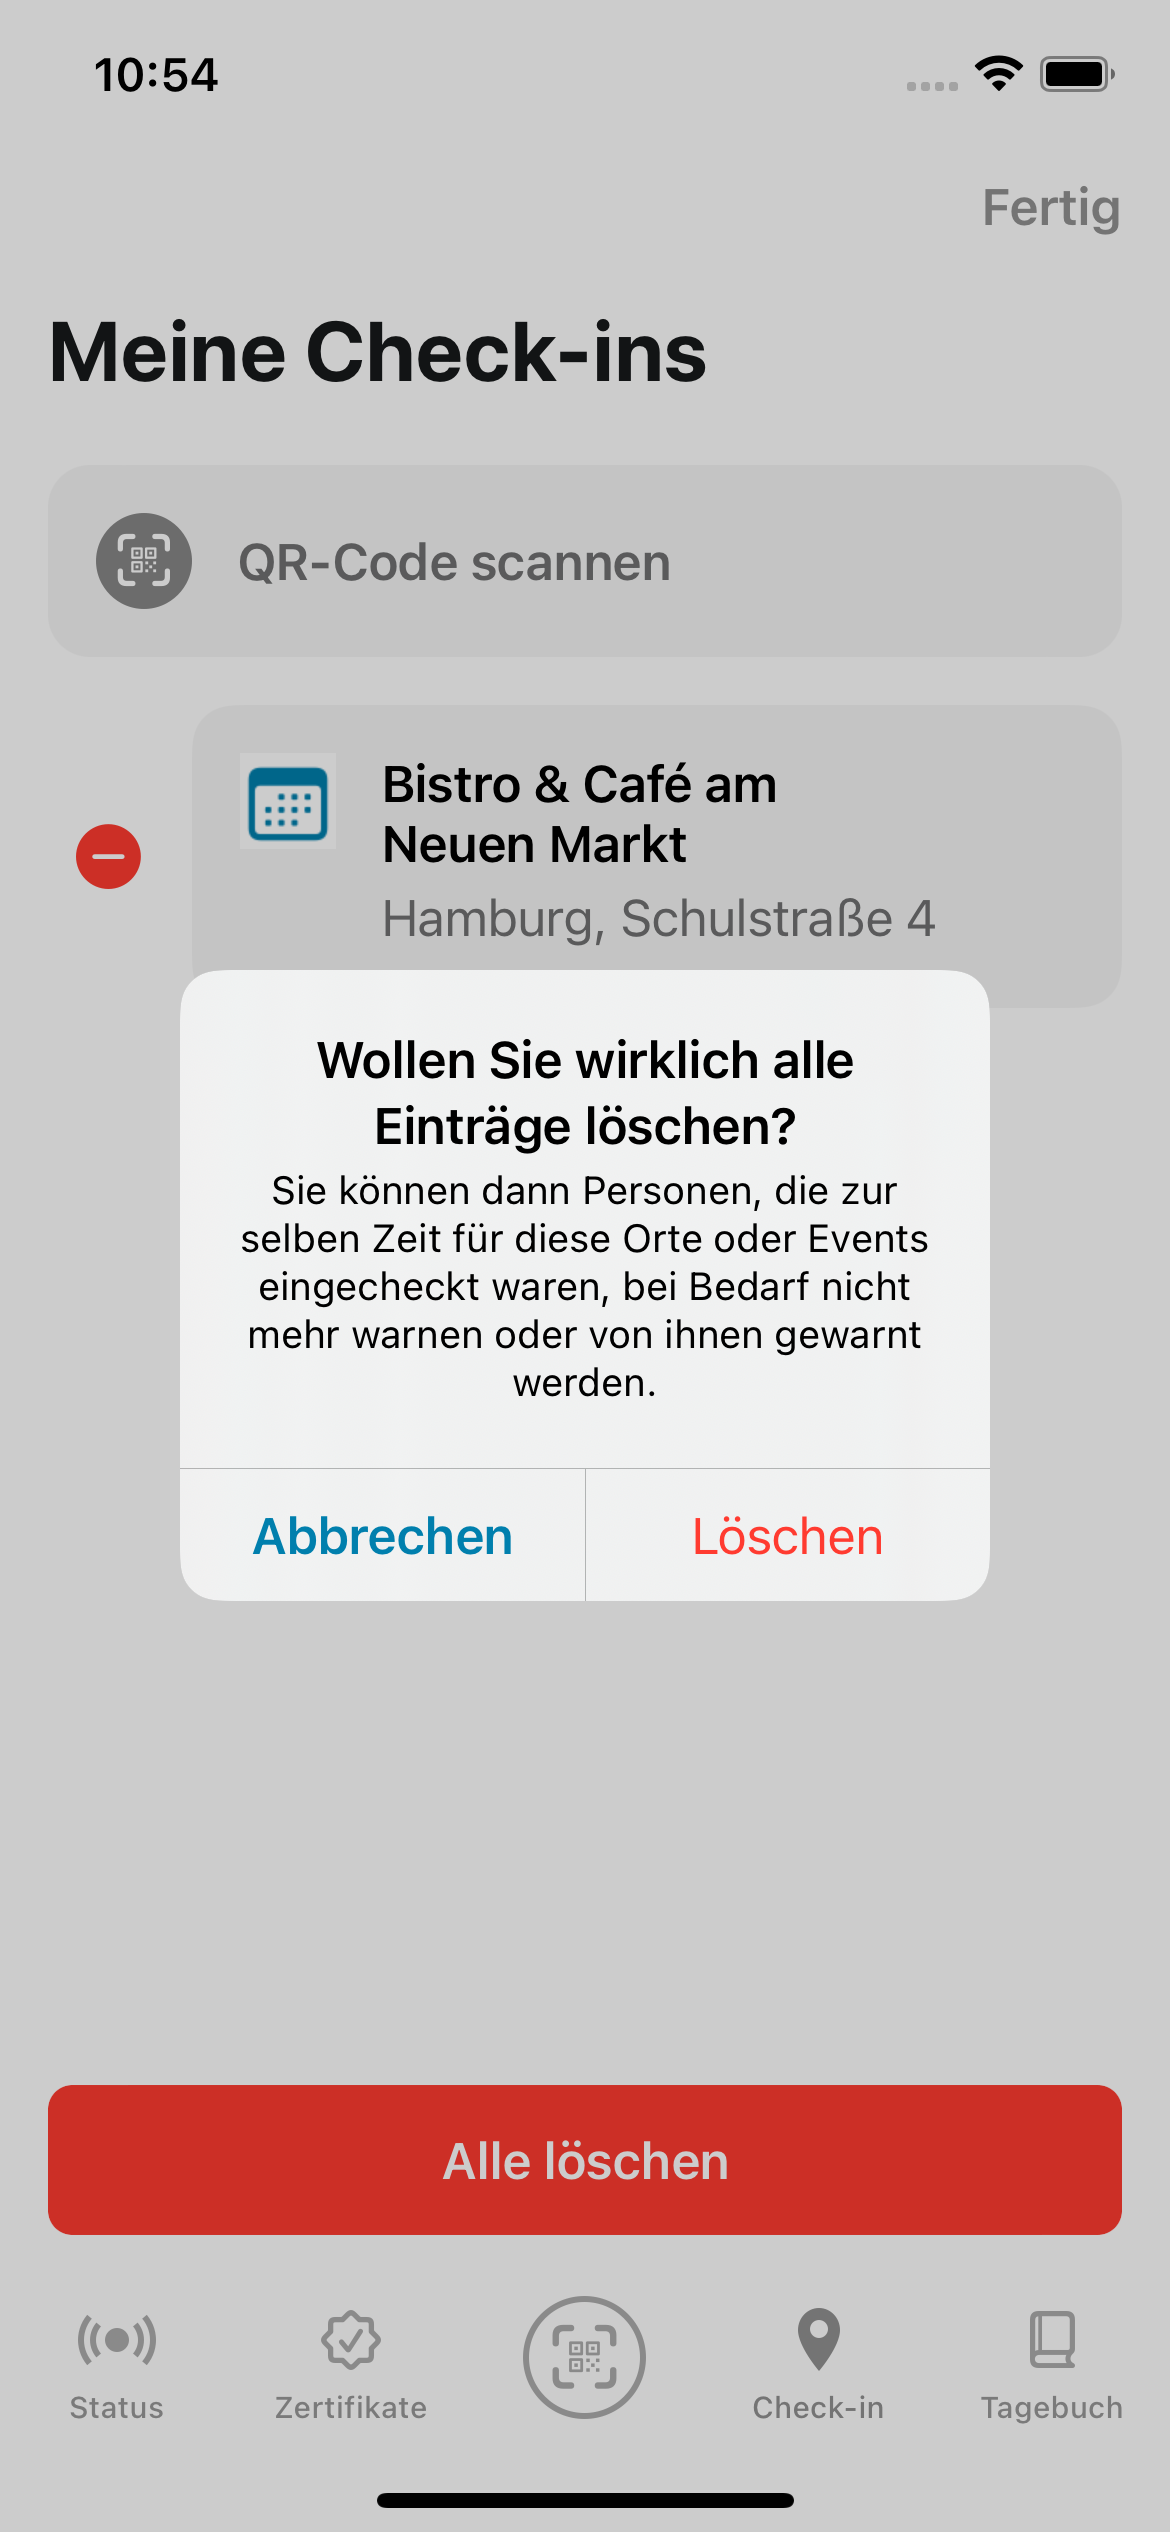 10:54
Fertig
Meine Check-ins
QR-Code scannen
Bistro & Café am
Neuen Markt
Hamburg, Schulstraße 4
Wollen Sie wirklich alle
Einträge löschen?
Sie können dann Personen, die zur
selben Zeit für diese Orte oder Events
eingecheckt waren, bei Bedarf nicht
mehr warnen oder von ihnen gewarnt
werden.
Abbrechen
Löschen
Alle löschen
Status
Zertifikate
Check-in
Tagebuch